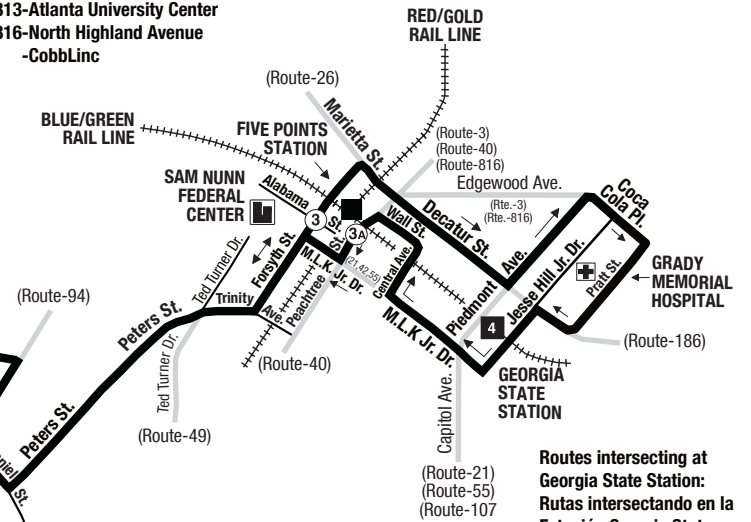 813-Atlanta University Center
816-North Highland Avenue
-CobbLinc
RED/GOLD
RAIL LINE
(Route-26)
BLUE/GREEN
RAIL LINE
FIVE POINTS
STATION
Marietta St.
(Route-3)
(Route-40)
(Route-816)
SAM NUNN
FEDERAL
CENTER
Alabama
St.
3
3A
Edgewood Ave.
(Rte.-3)
(Rte.-816)
Coca
Cola Pl.
Wall St.
Decatur St.
Ted Turner Dr.
Forsyth St.
M.L.K Jr. Dr.
(21,42,55)
Central Ave.
Piedmont
Ave.
Jesse Hill Jr. Dr.
Pratt St.
GRADY
MEMORIAL
HOSPITAL
(Route-94)
Peters St.
Trinity
Ave.
Peachtree
St.
M.L.K Jr. Dr.
4
(Route-186)
(Route-40)
GEORGIA
STATE
STATION
Ted Turner Dr.
(Route-49)
Capitol Ave.
Peters St.
St.
(Route-21)
(Route-55)
(Route-107
Routes intersecting at
Georgia State Station:
Rutas intersectando en la